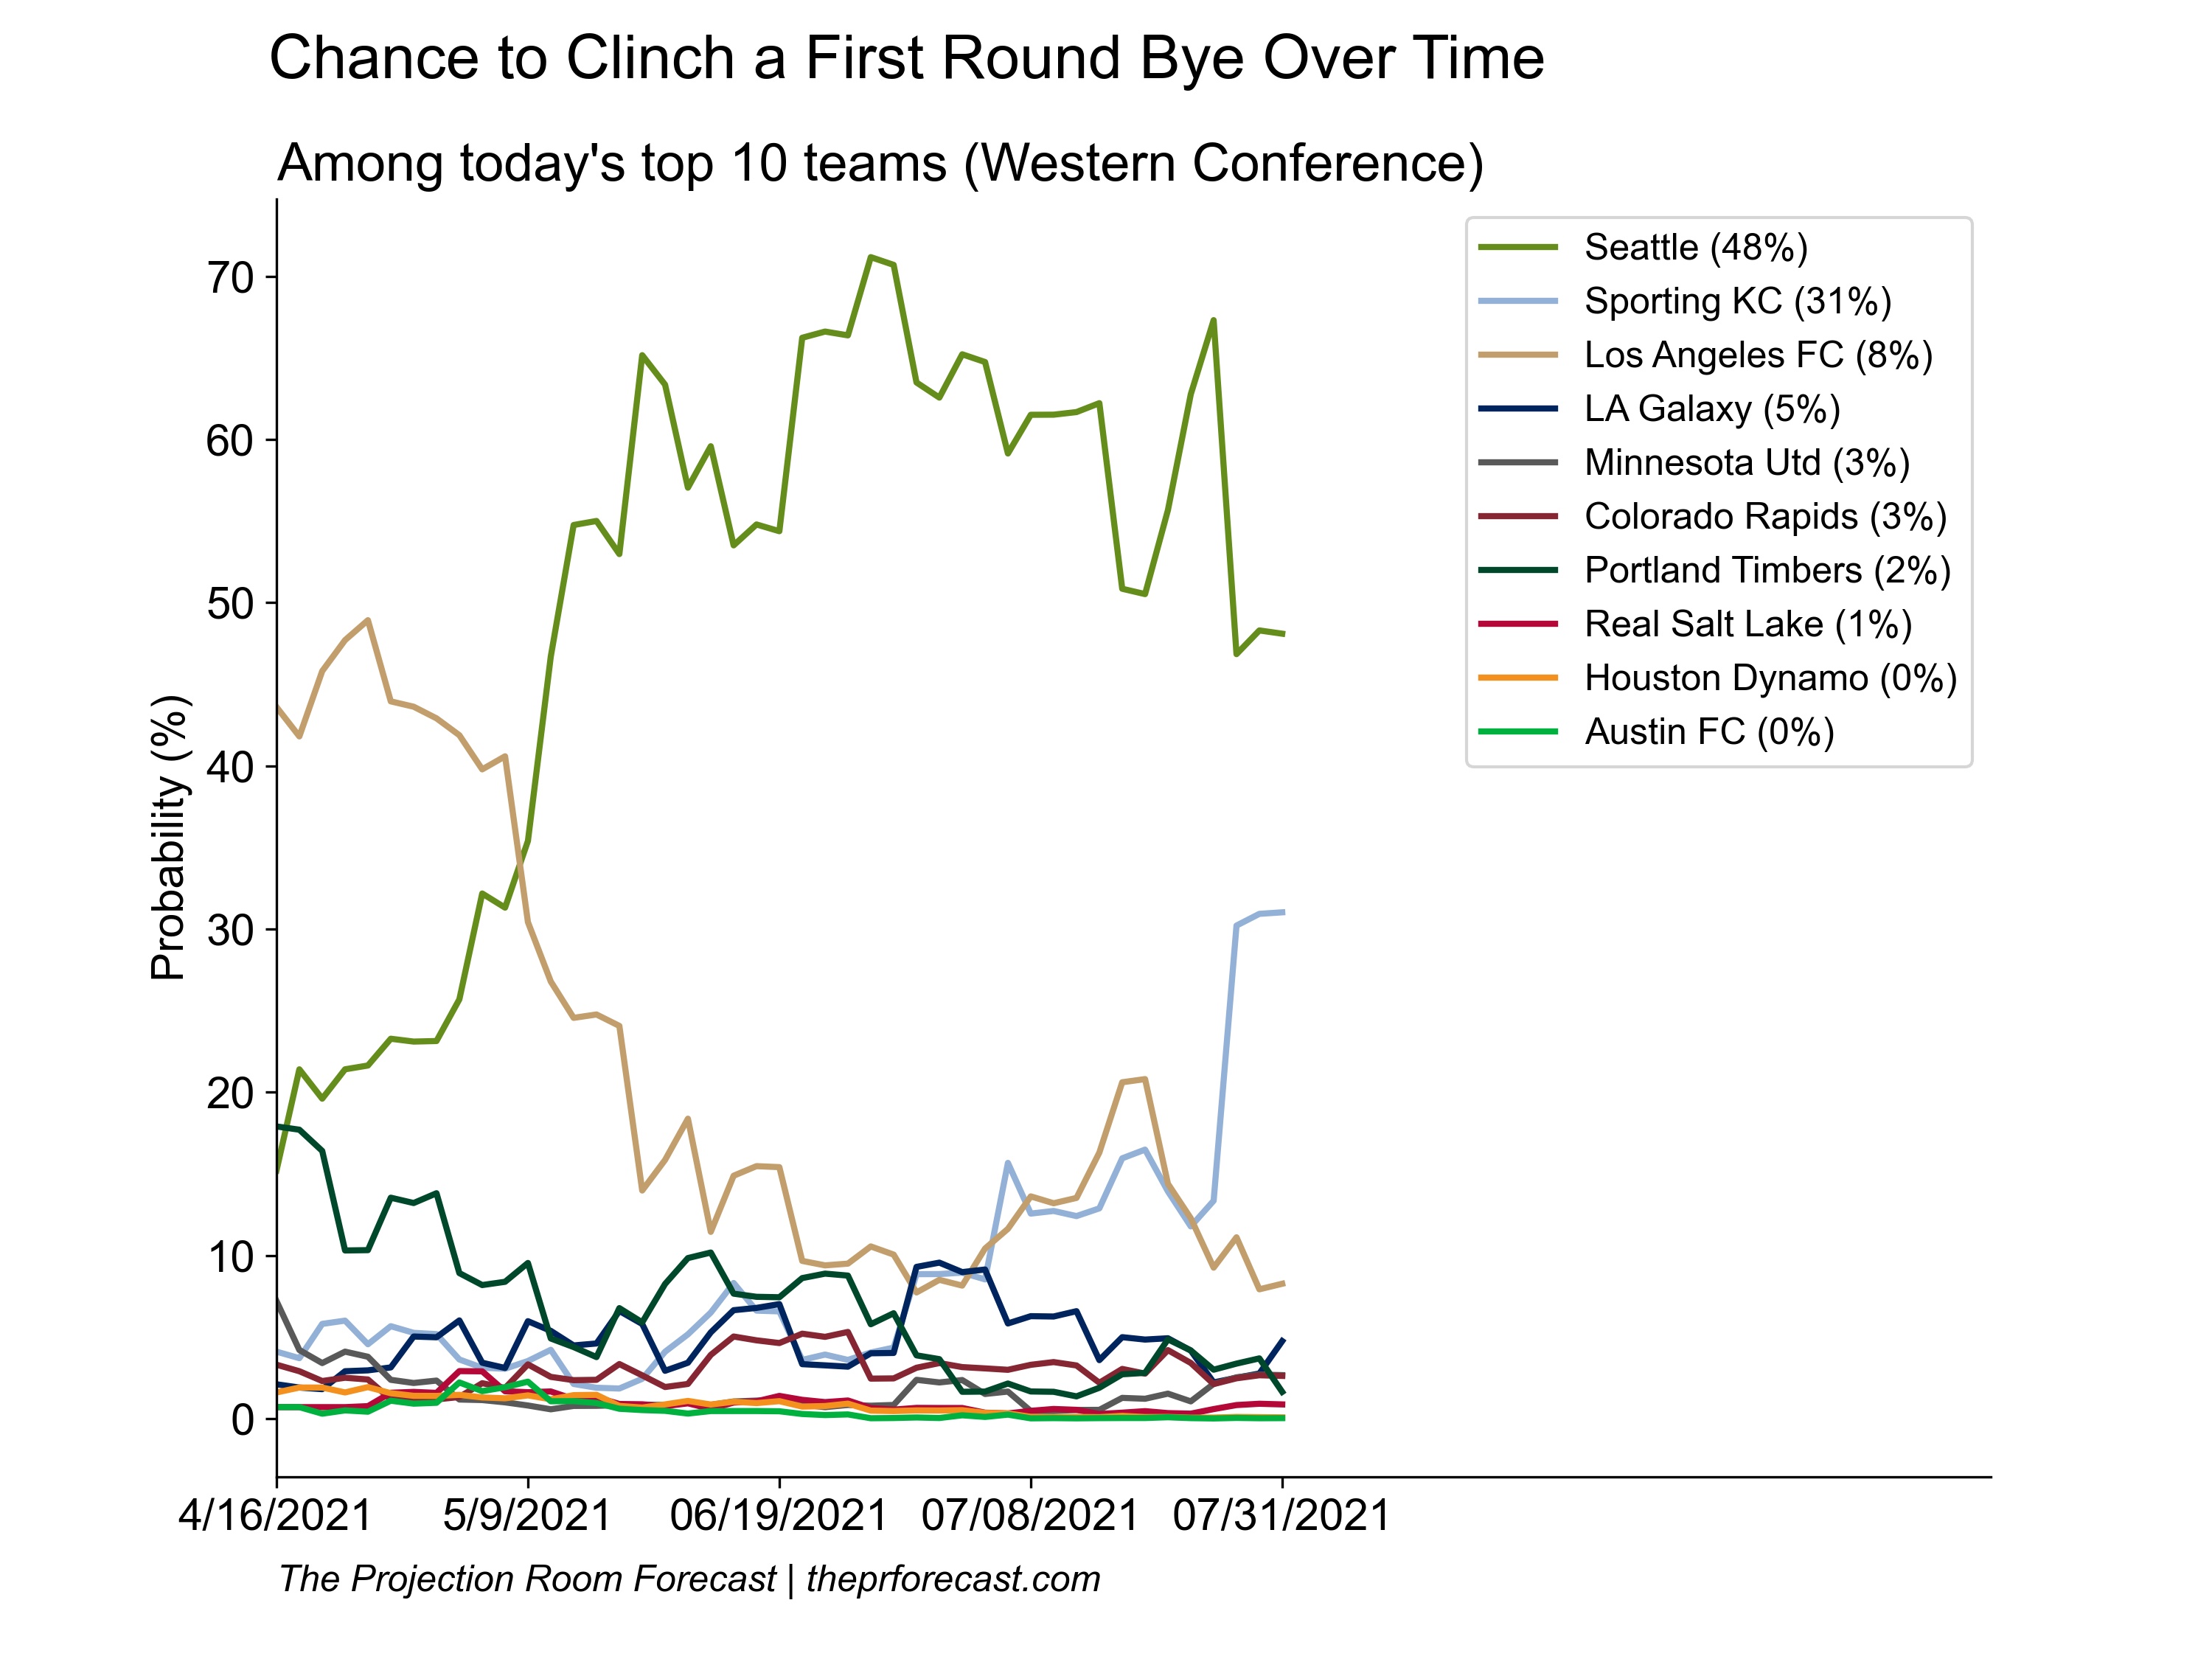 Chance to Clinch a First Round Bye Over Time
Among today's top 10 teams (Western Conference)
Seattle (48%)
Sporting KC (31%)
Los Angeles FC (8%)
LA Galaxy (5%)
Minnesota Utd (3%)
Colorado Rapids (3%)
Portland Timbers (2%)
Real Salt Lake (1%)
Houston Dynamo (0%)
Austin FC (0%)
Probability (%)
70
60
50
40
30
20
10
0
4/16/2021 5/9/2021 06/19/2021 07/08/2021 07/31/2021
The Projection Room Forecast | theprforecast.com